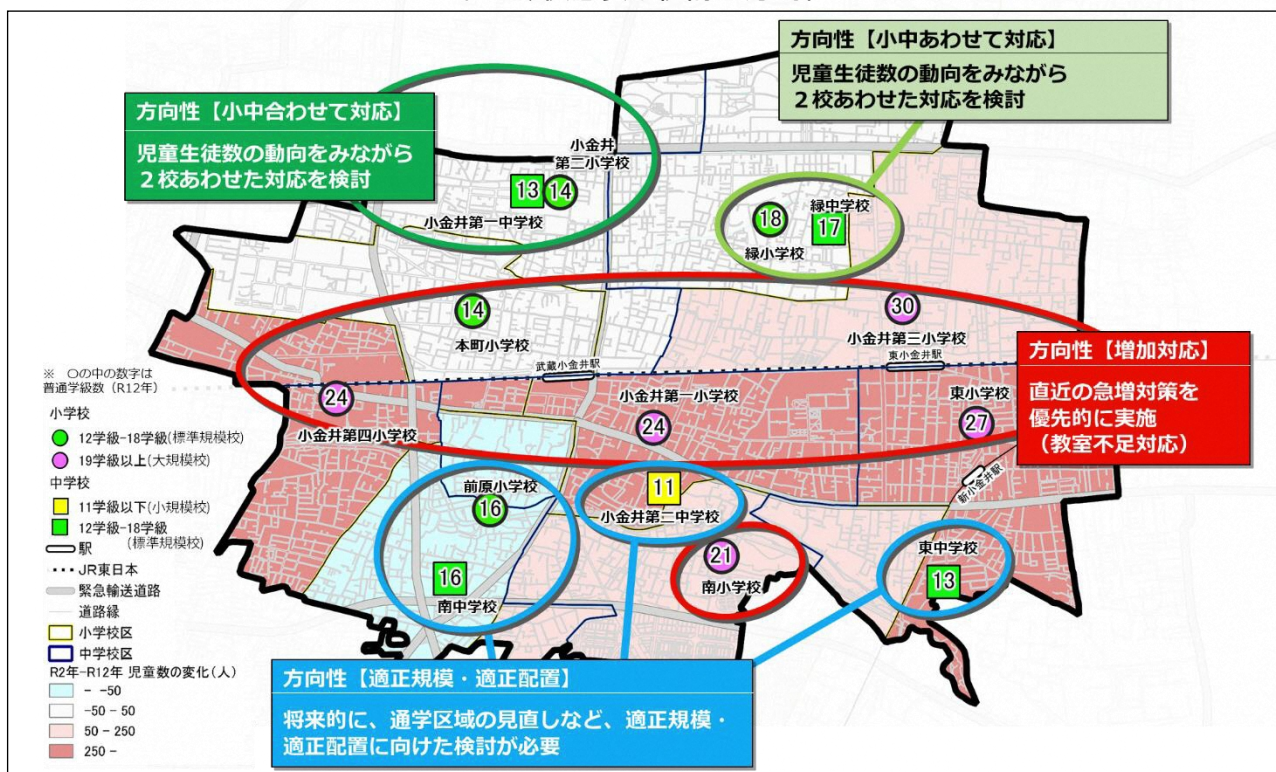 方向性【小中あわせて対応】
児童生徒数の動向をみながら
２校あわせた対応を検討
方向性【小中合わせて対応】
児童生徒数の動向をみながら
２校あわせた対応を検討
小金井
第二小学校
13
14
小金井第一中学校
緑中学校
18
17
緑小学校
14
本町小学校
30
小金井第三小学校
武蔵小金井駅
東小金井駅
方向性【増加対応】
直近の急増対策を
優先的に実施
（教室不足対応）
24
小金井第四小学校
小金井第一小学校
24
東小学校
27
新小金井駅
前原小学校
16
11
小金井第二中学校
16
南中学校
21
南小学校
東中学校
13
方向性【適正規模・適正配置】
将来的に、通学区域の見直しなど、適正規模・
適正配置に向けた検討が必要
※　○の中の数字は
普通学級数（R12年）
小学校
12学級-18学級(標準規模校)
19学級以上(大規模校)
中学校
11学級以下(小規模校)
12学級-18学級
(標準規模校)
駅
JR東日本
緊急輸送道路
道路縁
小学校区
中学校区
R2年-R12年 児童数の変化(人)
- -50
-50 - 50
50 - 250
250 -